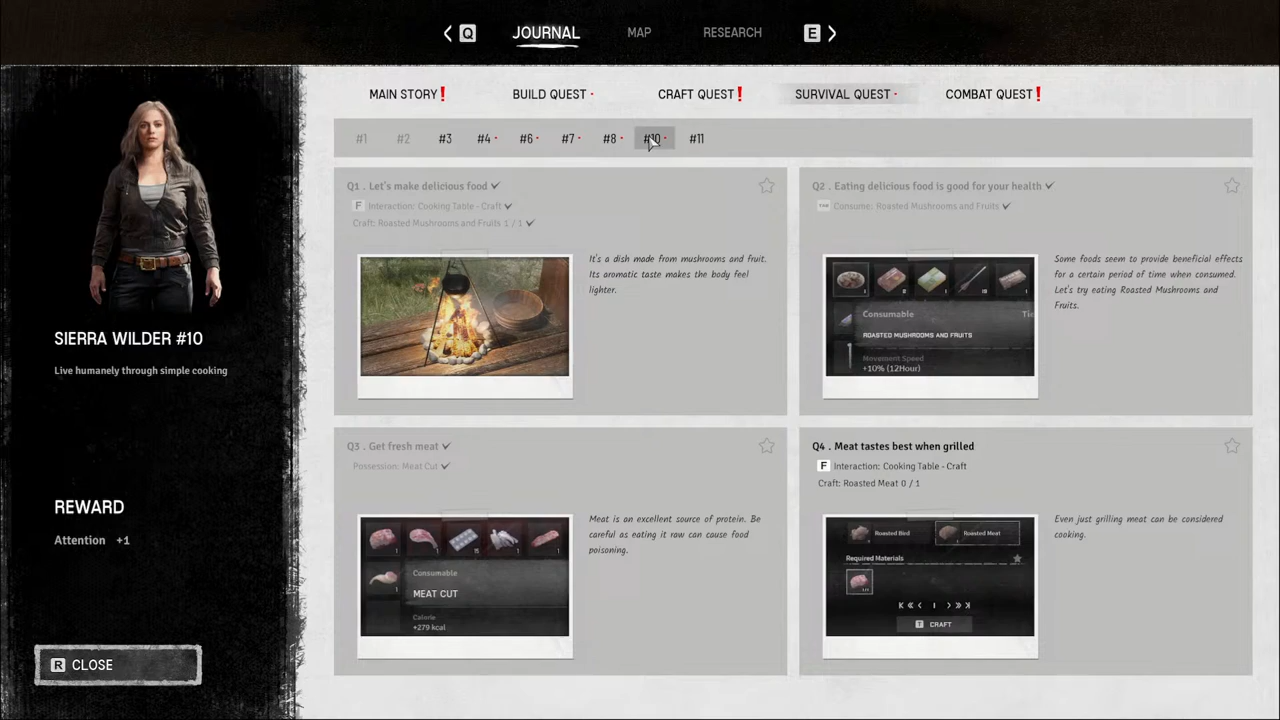 Q JOURNAL MAP RESEARCH E
MAIN STORY! BUILD QUEST CRAFT QUEST! SURVIVAL QUEST COMBAT QUEST!
#1 #2 #3 #4 #6 #7 #8 #10 #11
SIERRA WILDER #10
Live humanely through simple cooking
REWARD
Attention +1
R CLOSE
Q1 . Let's make delicious food
F Interaction: Cooking Table - Craft
Craft: Roasted Mushrooms and Fruits 1 / 1
It's a dish made from mushrooms and fruit.
Its aromatic taste makes the body feel
lighter.
Q2 . Eating delicious food is good for your health
Consume: Roasted Mushrooms and Fruits
Consumable Tie
ROASTED MUSHROOMS AND FRUITS
Movement Speed
+10% (12Hour)
Some foods seem to provide beneficial effects
for a certain period of time when consumed.
Let's try eating Roasted Mushrooms and
Fruits.
Q3 . Get fresh meat
Possession: Meat Cut
Consumable
MEAT CUT
Calorie
+279 kcal
Meat is an excellent source of protein. Be
careful as eating it raw can cause food
poisoning.
Q4 . Meat tastes best when grilled
F Interaction: Cooking Table - Craft
Craft: Roasted Meat 0 / 1
Roasted Bird Roasted Meat
Required Materials
1
T CRAFT
Even just grilling meat can be considered
cooking.